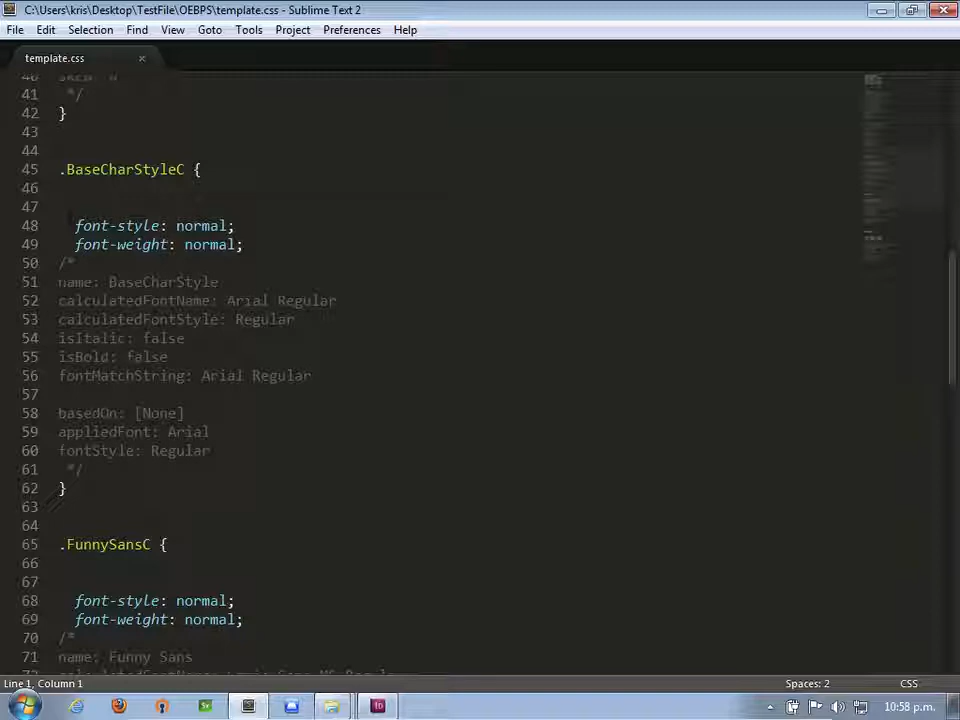 C:\Users\kris\Desktop\TestFile\OEBPS\template.css - Sublime Text 2
File Edit Selection Find View Goto Tools Project Preferences Help
template.css ×
41 */
42 }
43
44
45 .BaseCharStyleC {
46
47
48 font-style: normal;
49 font-weight: normal;
50 /*
51 name: BaseCharStyle
52 calculatedFontName: Arial Regular
53 calculatedFontStyle: Regular
54 isItalic: false
55 isBold: false
56 fontMatchString: Arial Regular
57
58 basedOn: [None]
59 appliedFont: Arial
60 fontStyle: Regular
61 */
62 }
63
64
65 .FunnySansC {
66
67
68 font-style: normal;
69 font-weight: normal;
70 /*
71 name: Funny Sans
Line 1, Column 1 Spaces: 2 CSS
10:58 p.m.